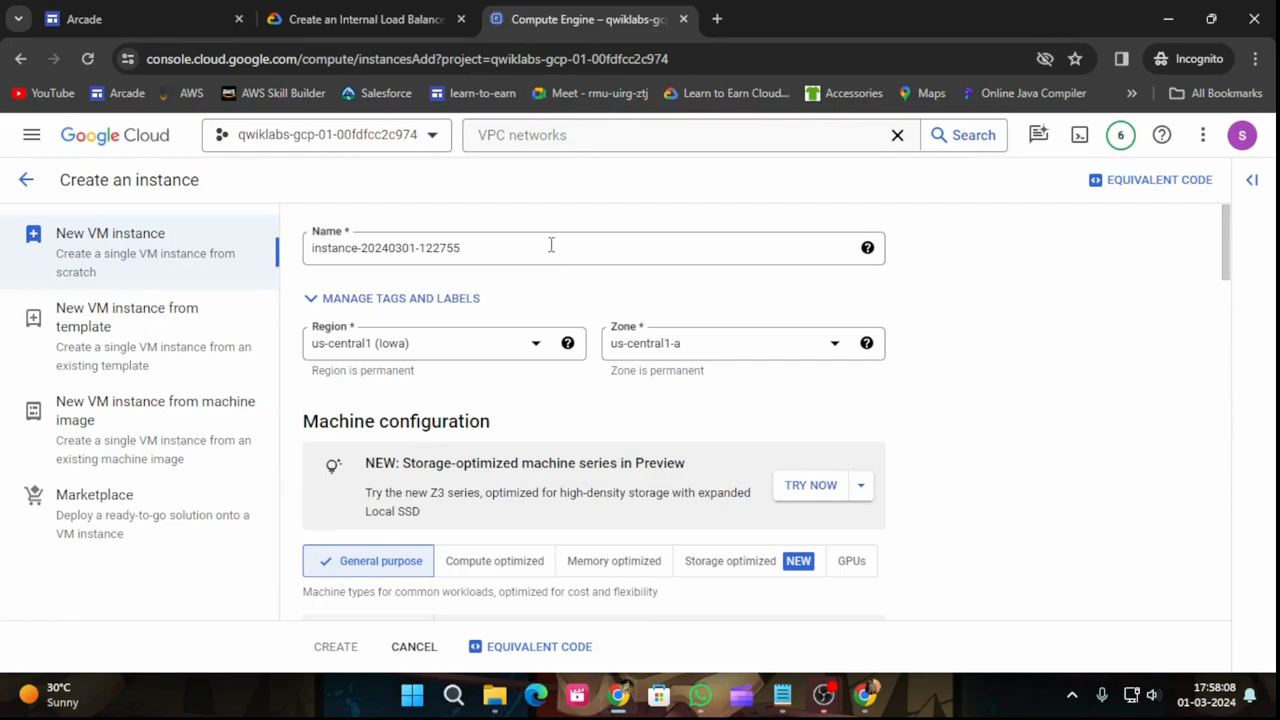 Arcade
Create an Internal Load Balance
Compute Engine – qwiklabs-gc
console.cloud.google.com/compute/instancesAdd?project=qwiklabs-gcp-01-00fdfcc2c974
Incognito
YouTube
Arcade
AWS
AWS Skill Builder
Salesforce
learn-to-earn
Meet - rmu-uirg-ztj
Learn to Earn Cloud...
Accessories
Maps
Online Java Compiler
»
All Bookmarks
Google Cloud
qwiklabs-gcp-01-00fdfcc2c974
VPC networks
Search
6
S
Create an instance
EQUIVALENT CODE
New VM instance
Create a single VM instance from
scratch
New VM instance from
template
Create a single VM instance from an
existing template
New VM instance from machine
image
Create a single VM instance from an
existing machine image
Marketplace
Deploy a ready-to-go solution onto a
VM instance
Name *
instance-20240301-122755
MANAGE TAGS AND LABELS
Region *
us-central1 (Iowa)
Region is permanent
Zone *
us-central1-a
Zone is permanent
Machine configuration
NEW: Storage-optimized machine series in Preview
Try the new Z3 series, optimized for high-density storage with expanded
Local SSD
TRY NOW
General purpose
Compute optimized
Memory optimized
Storage optimized NEW
GPUs
Machine types for common workloads, optimized for cost and flexibility
CREATE
CANCEL
EQUIVALENT CODE
30°C
Sunny
17:58:08
01-03-2024